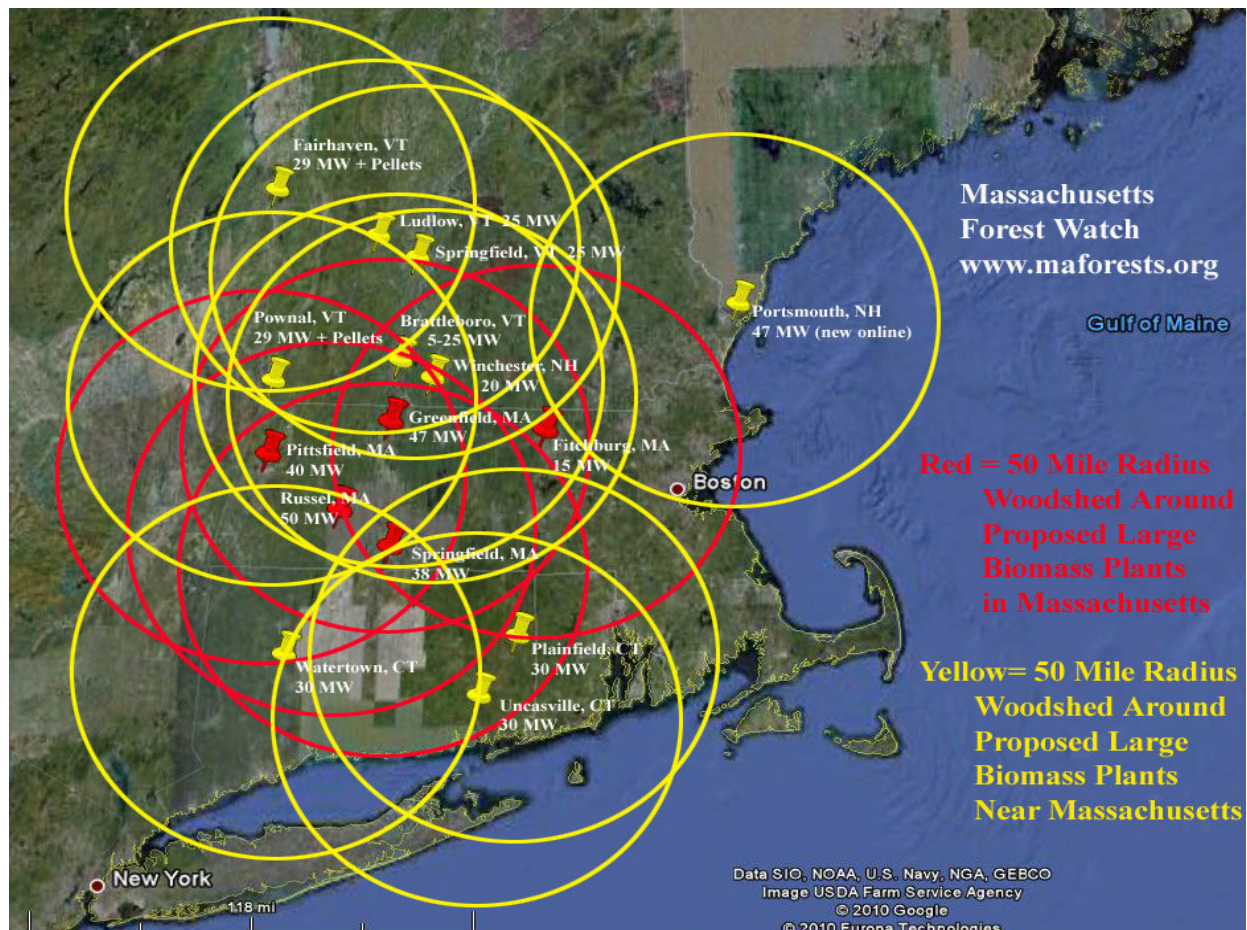 Fairhaven, VT
29 MW + Pellets
Ludlow, VT 25 MW
Springfield, VT 25 MW
Massachusetts
Forest Watch
www.maforests.org
Pownal, VT
29 MW + Pellets
Brattleboro, VT
5-25 MW
Portsmouth, NH
47 MW (new online)
Gulf of Maine
Winchester, NH
20 MW
Greenfield, MA
47 MW
Pittsfield, MA
40 MW
Fitchburg, MA
15 MW
Boston
Russel, MA
50 MW
Springfield, MA
38 MW
Red = 50 Mile Radius
Woodshed Around
Proposed Large
Biomass Plants
in Massachusetts
Watertown, CT
30 MW
Plainfield, CT
30 MW
Uncasville, CT
30 MW
Yellow= 50 Mile Radius
Woodshed Around
Proposed Large
Biomass Plants
Near Massachusetts
New York
118 mi
Data SIO, NOAA, U.S. Navy, NGA, GEBCO
Image USDA Farm Service Agency
© 2010 Google
© 2010 Europa Technologies